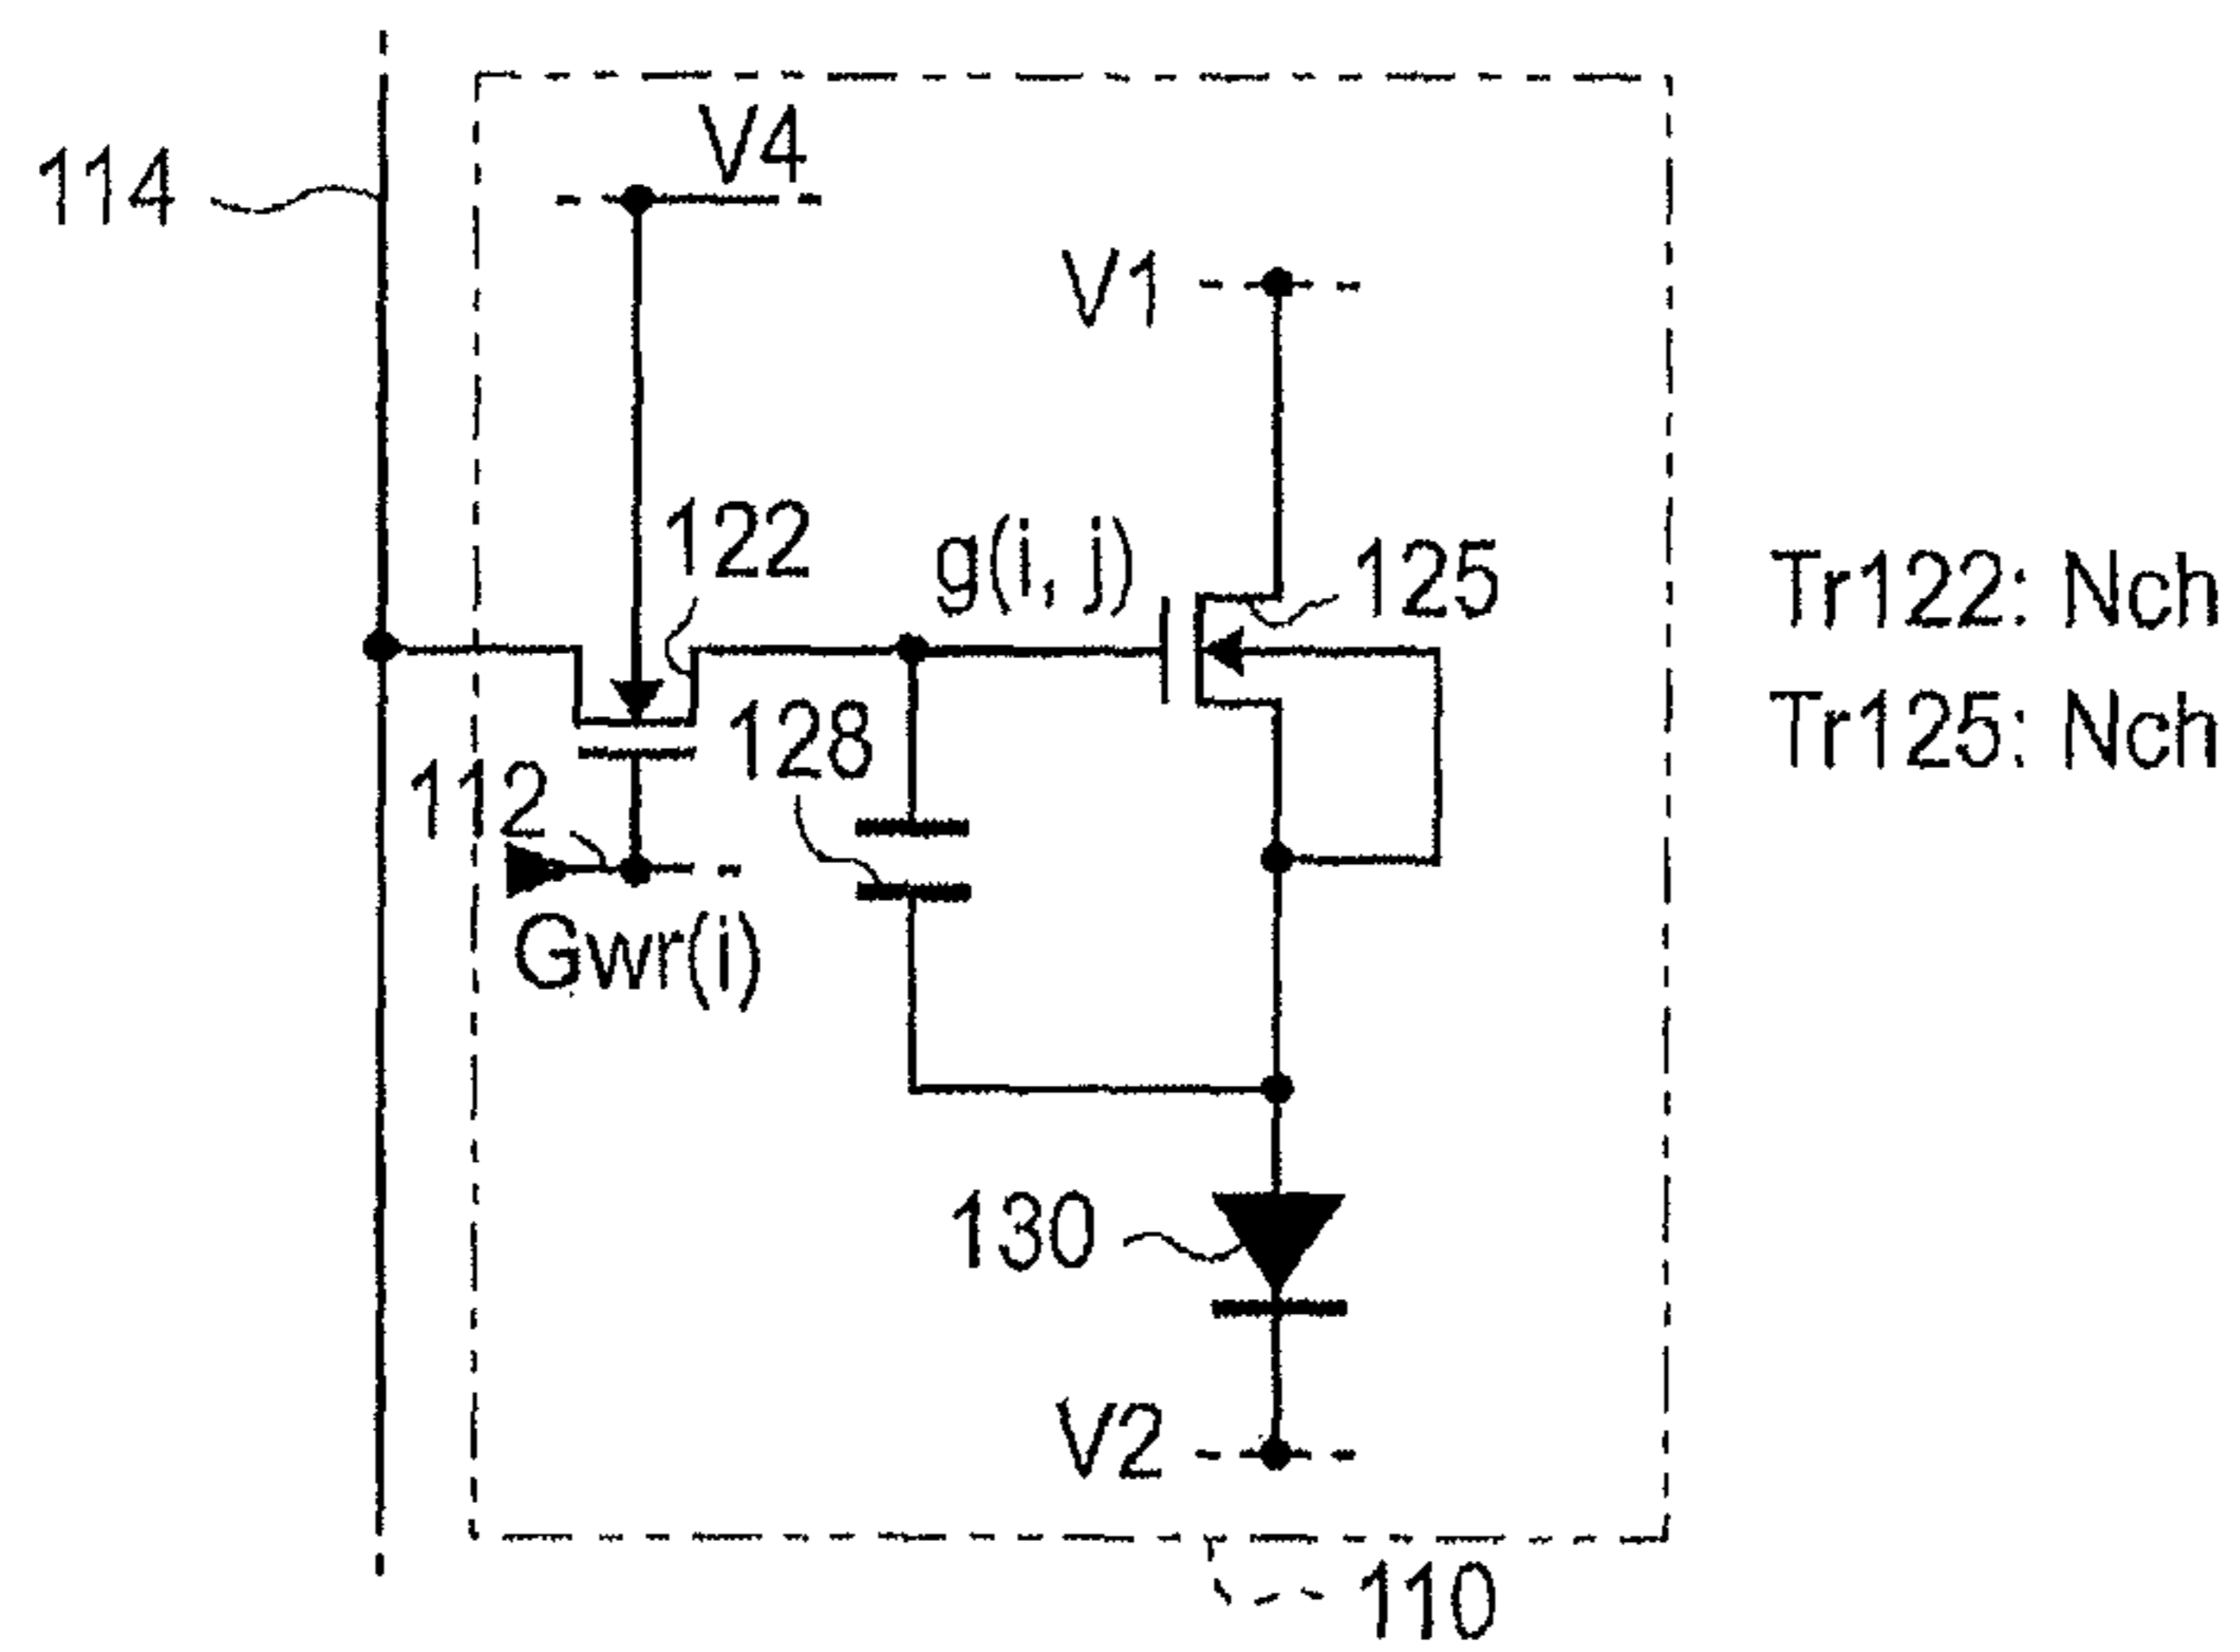 114
V4
V1
122
g(i, j)
125
Tr122: Nch
Tr125: Nch
128
112
Gwr(i)
130
V2
110